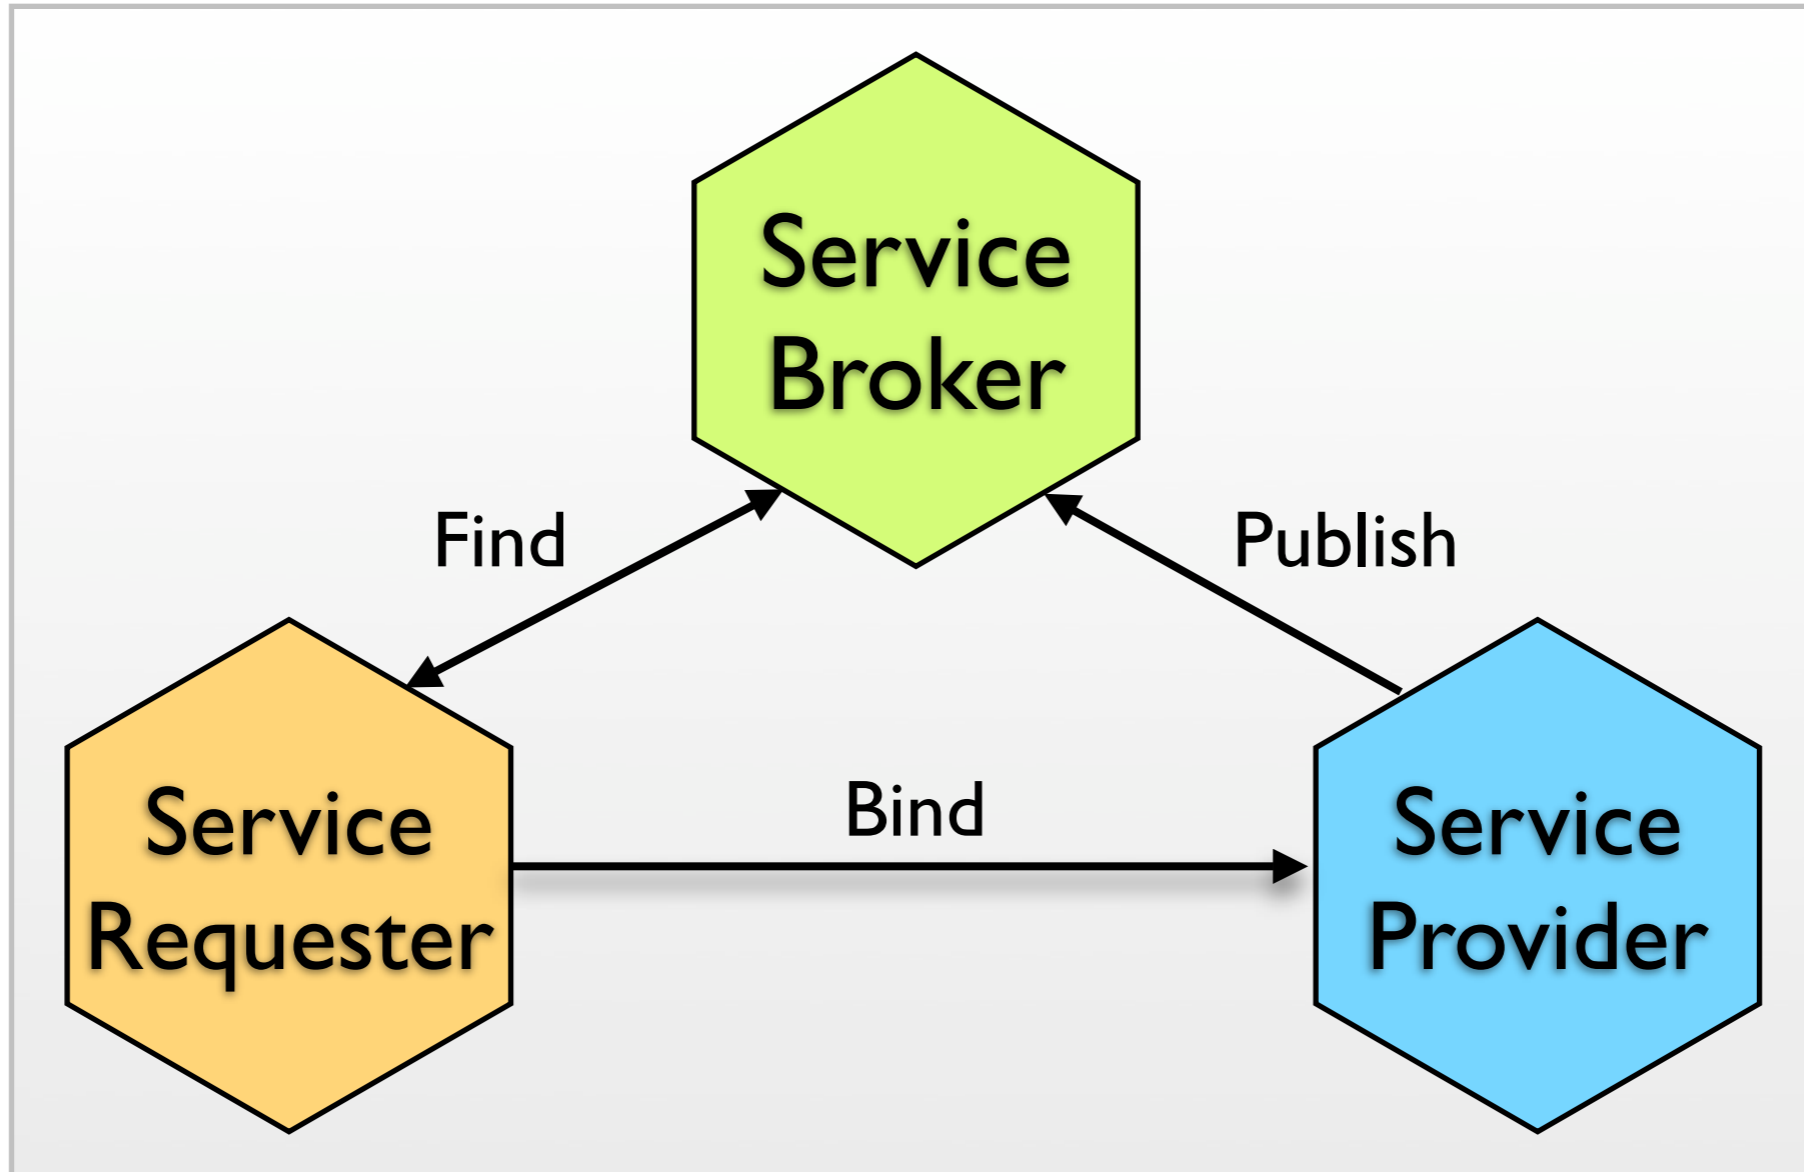 Service
Broker
Find
Publish
Service
Requester
Bind
Service
Provider